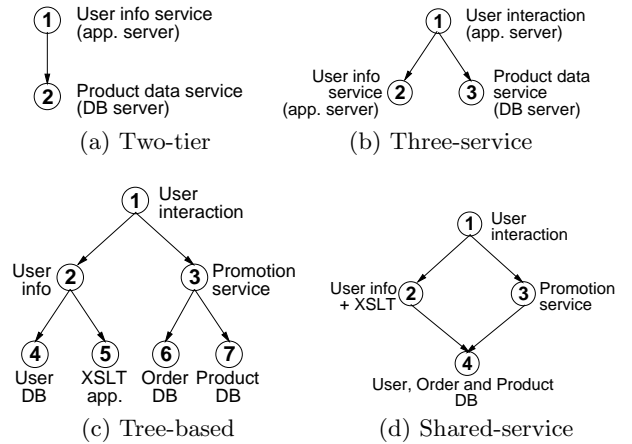 1 User info service
(app. server)
2 Product data service
(DB server)
(a) Two-tier
User interaction
1 (app. server)
User info
service
(app. server) 2
3 Product data
service
(DB server)
(b) Three-service
1 User
interaction
User
info 2
3 Promotion
service
4 5 6 7
User
DB
XSLT
app.
Order
DB
Product
DB
(c) Tree-based
1 User
interaction
User info
+ XSLT 2
3 Promotion
service
4
User, Order and Product
DB
(d) Shared-service